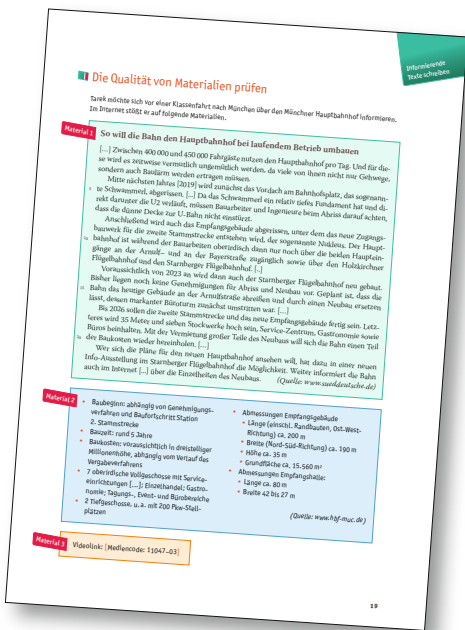 Informierende
Texte schreiben
Die Qualität von Materialien prüfen
Tarek möchte sich vor einer Klassenfahrt nach München über den Münchner Hauptbahnhof informieren.
Im Internet stößt er auf folgende Materialien.
Material 1
So will die Bahn den Hauptbahnhof bei laufendem Betrieb umbauen
[…] Zwischen 400 000 und 450 000 Fahrgäste nutzen den Hauptbahnhof pro Tag. Und für die-
se wird es zeitweise vermutlich ungemütlich werden, da viele von ihnen nicht nur Gehwege,
sondern auch Baulärm werden ertragen müssen.
Mitte nächsten Jahres [2019] wird zunächst das Vordach am Bahnhofsplatz, das sogenann-
5 te Schwammerl, abgerissen. […] Da das Schwammerl ein relativ tiefes Fundament hat und di-
rekt darunter die U2 verläuft, müssen Bauarbeiter und Ingenieure beim Abriss darauf achten,
dass die dünne Decke zur U-Bahn nicht einstürzt.
Anschließend wird auch das Empfangsgebäude abgerissen, unter dem das neue Zugangs-
bauwerk für die zweite Stammstrecke entstehen wird, der sogenannte Nukleus. Der Haupt-
10 bahnhof ist während der Bauarbeiten oberirdisch dann nur noch über die beiden Hauptein-
gänge an der Arnulf- und an der Bayerstraße zugänglich sowie über den Holzkirchner
Flügelbahnhof und den Starnberger Flügelbahnhof. [..]
Voraussichtlich von 2023 an wird dann auch der Starnberger Flügelbahnhof neu gebaut.
Bisher liegen noch keine Genehmigungen für Abriss und Neubau vor. Geplant ist, dass die
15 Bahn das heutige Gebäude an der Arnulfstraße abreißen und durch einen Neubau ersetzen
lässt, dessen markanter Büroturm zunächst umstritten war. […]
Bis 2026 sollen die zweite Stammstrecke und das neue Empfangsgebäude fertig sein. Letz-
teres wird 35 Meter und sieben Stockwerke hoch sein, Service-Zentrum, Gastronomie sowie
Büros beinhalten. Mit der Vermietung großer Teile des Neubaus will sich die Bahn einen Teil
20 der Baukosten wieder hereinholen. […]
Wer sich die Pläne für den neuen Hauptbahnhof ansehen will, hat dazu in einer neuen
Info-Ausstellung im Starnberger Flügelbahnhof die Möglichkeit. Weiter informiert die Bahn
auch im Internet […] über die Einzelheiten des Neubaus. (Quelle: www.sueddeutsche.de)
Material 2
• Baubeginn: abhängig von Genehmigungs-
verfahren und Baufortschritt Station
2. Stammstrecke
• Bauzeit: rund 5 Jahre
• Baukosten: voraussichtlich in dreistelliger
Millionenhöhe, abhängig vom Verlauf des
Vergabeverfahrens
• 7 oberirdische Vollgeschosse mit Service-
einrichtungen […]; Einzelhandel; Gastro-
nomie; Tagungs-, Event- und Bürobereiche
• 2 Tiefgeschosse, u. a. mit 200 Pkw-Stell-
plätzen
• Abmessungen Empfangsgebäude
• Länge (einschl. Randbauten, Ost-West-
Richtung) ca. 200 m
• Breite (Nord-Süd-Richtung) ca. 190 m
• Höhe ca. 35 m
• Grundfläche ca. 15.560 m²
• Abmessungen Empfangshalle:
• Länge ca. 80 m
• Breite 42 bis 27 m
(Quelle: www.hbf-muc.de)
Material 3
Videolink: [Mediencode: 11047-03]
19